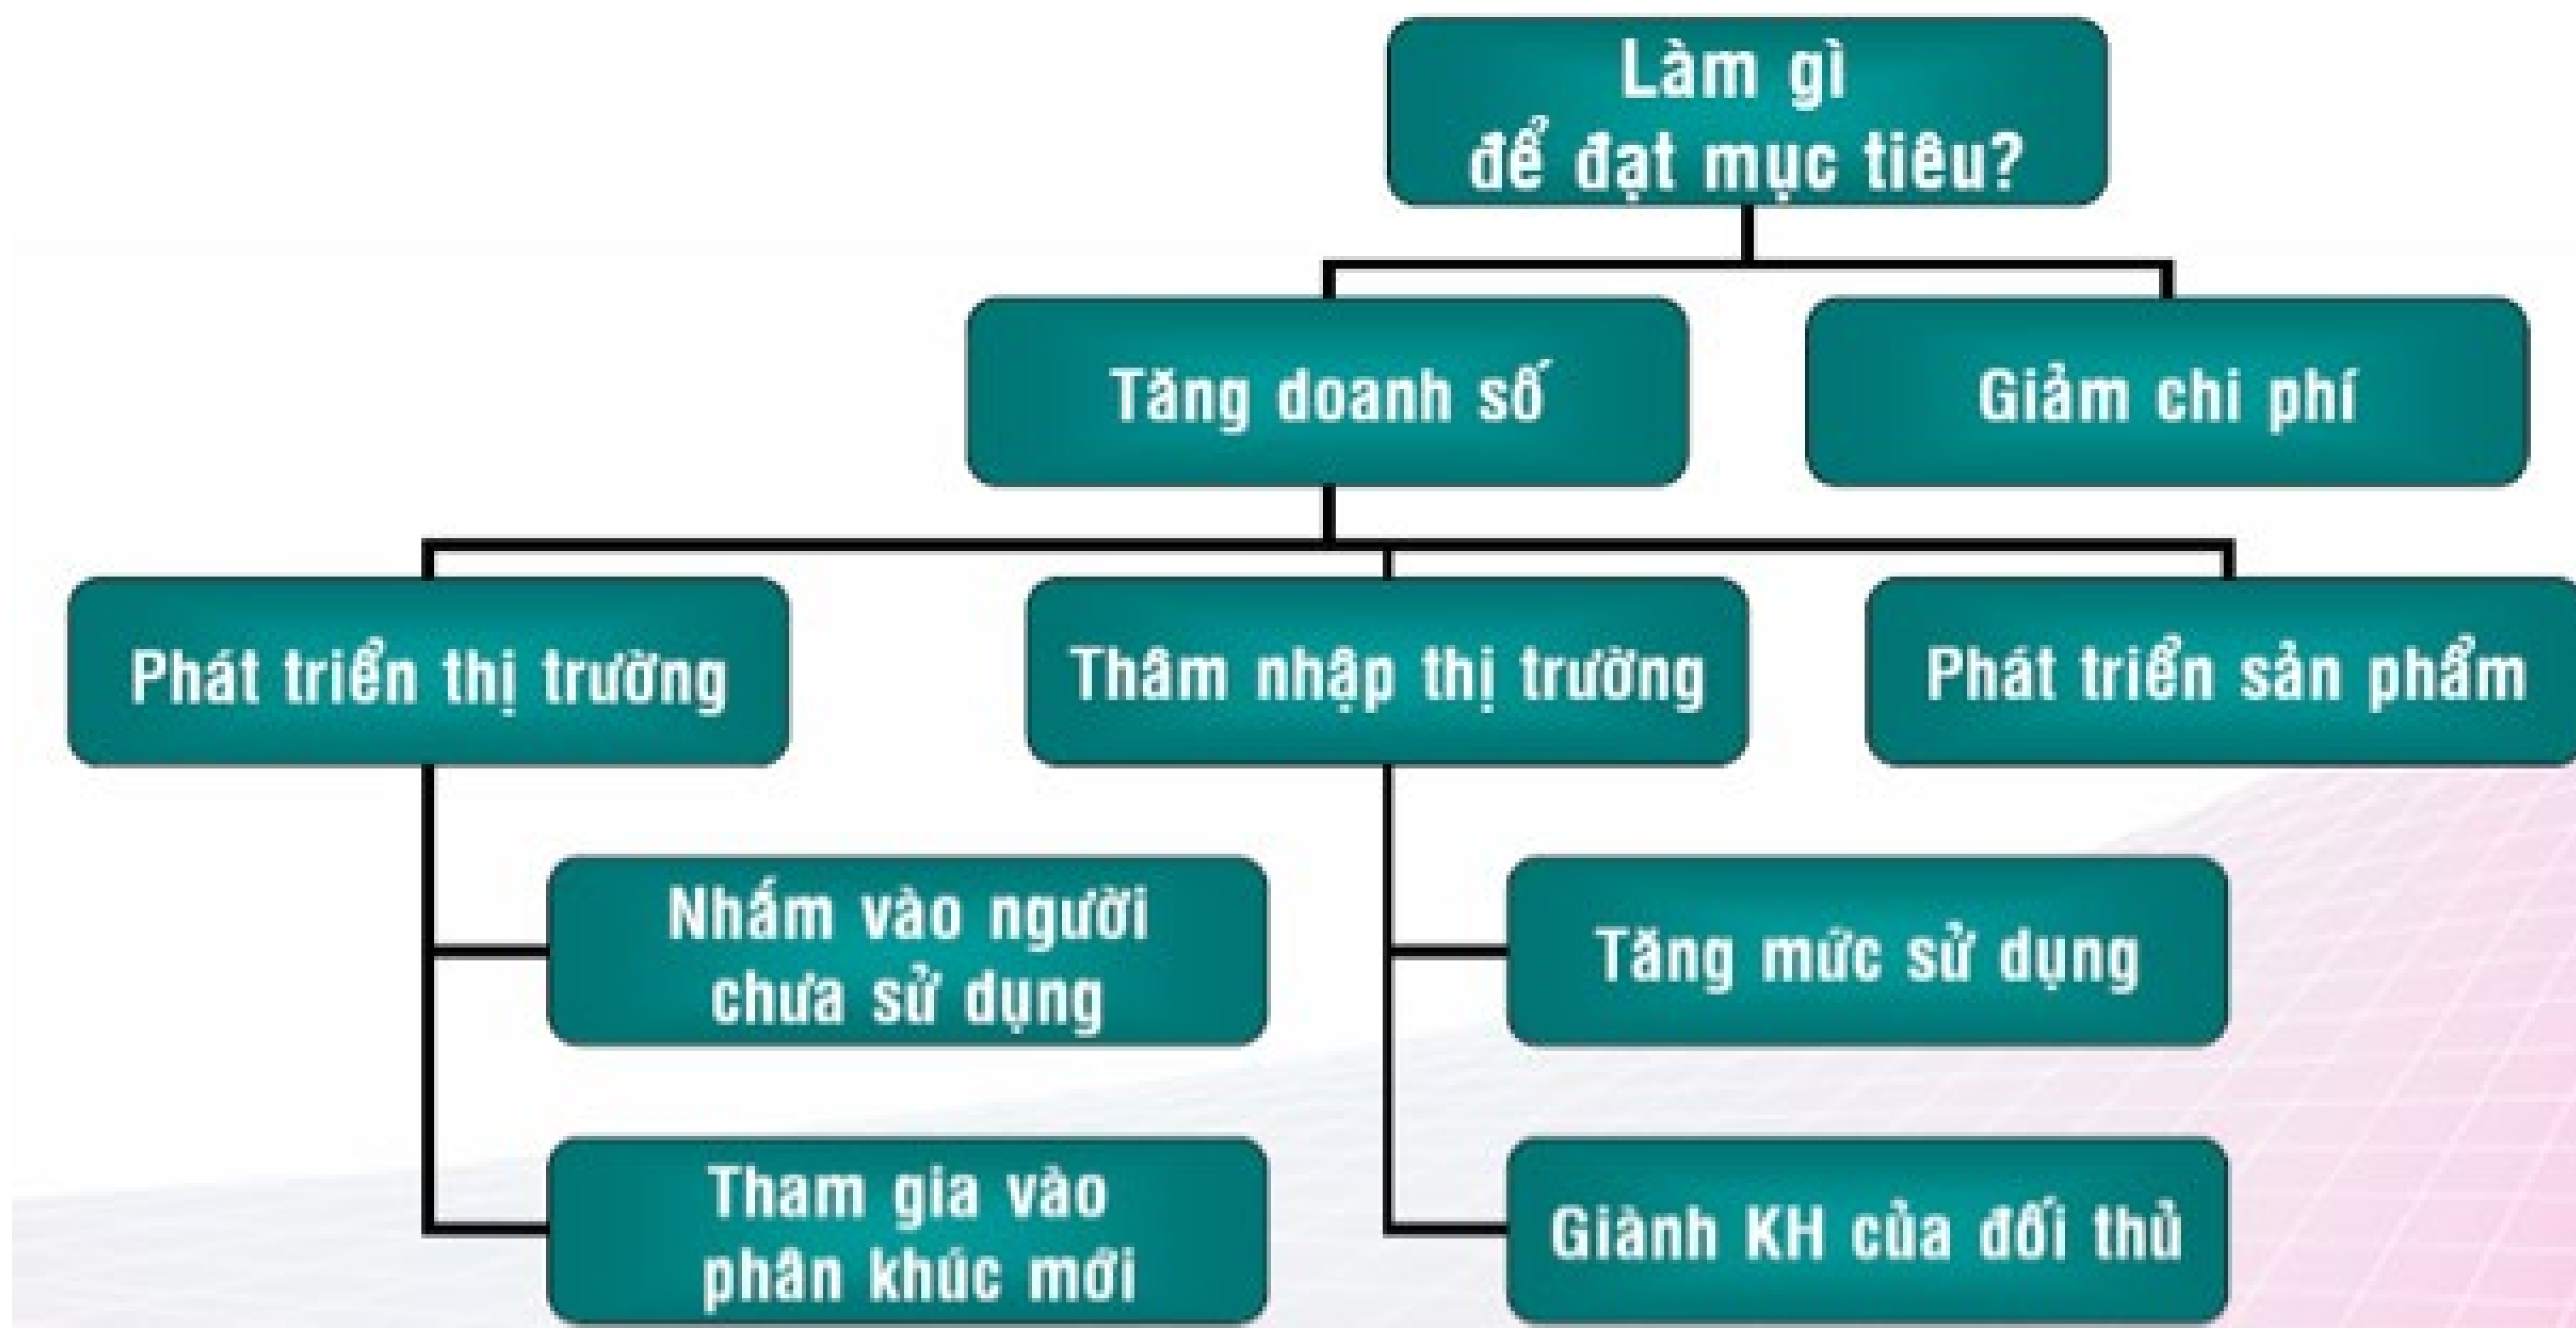 Làm gì
để đạt mục tiêu?
Tăng doanh số
Giảm chi phí
Phát triển thị trường
Thâm nhập thị trường
Phát triển sản phẩm
Nhắm vào người
chưa sử dụng
Tăng mức sử dụng
Tham gia vào
phân khúc mới
Giành KH của đối thủ